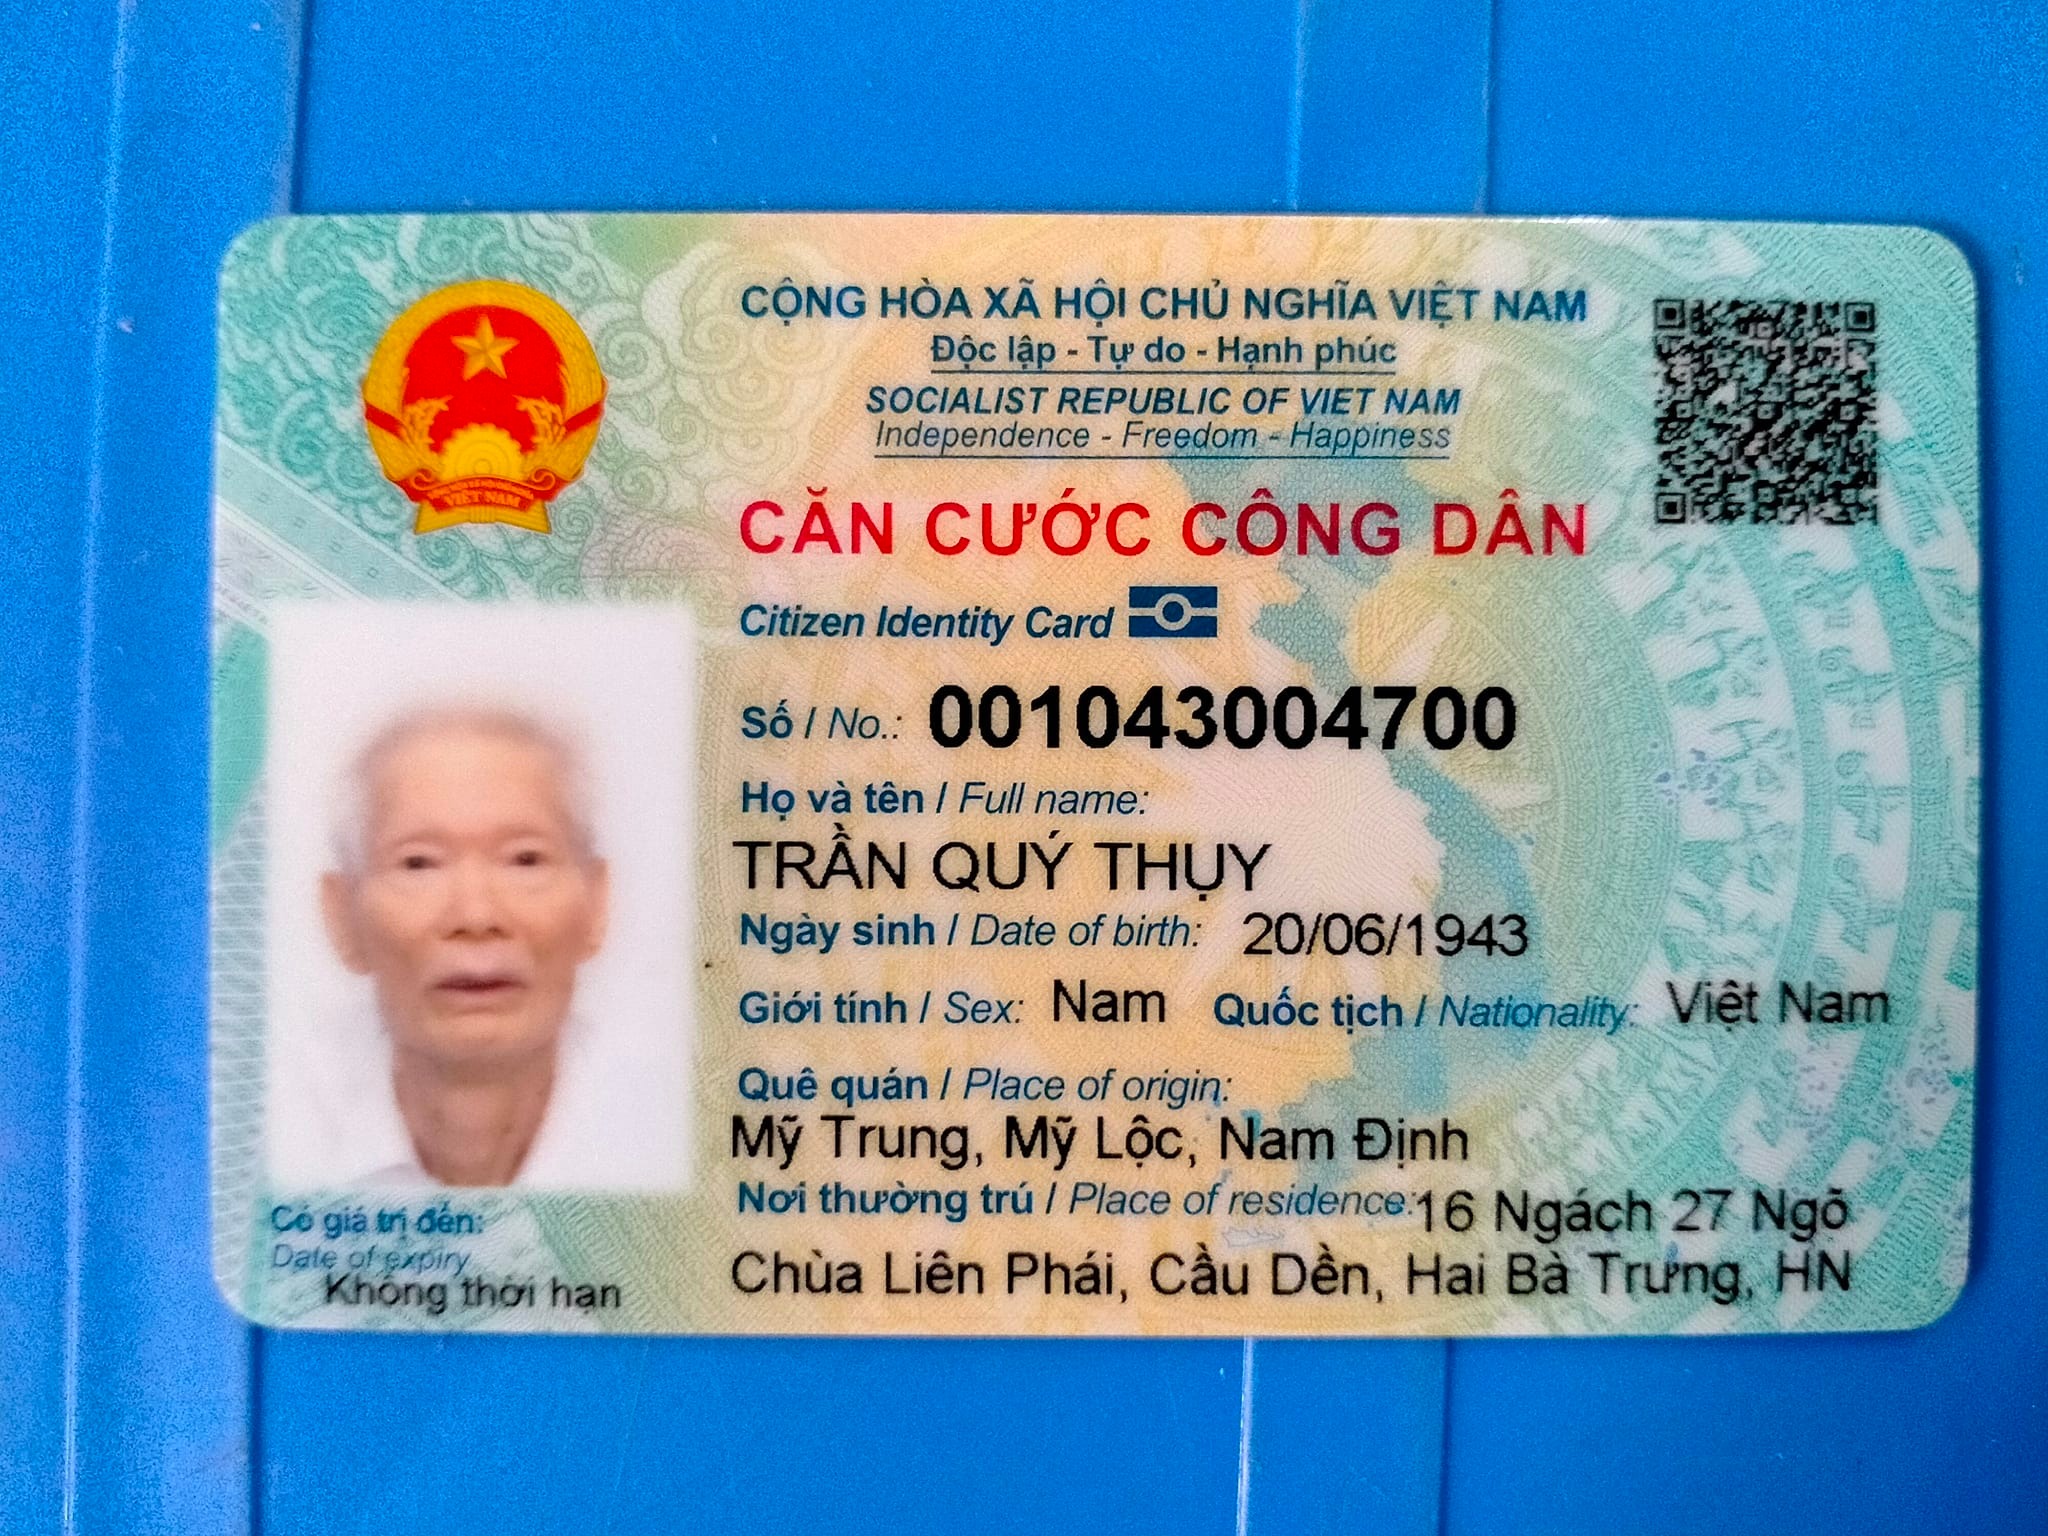 CỘNG HÒA XÃ HỘI CHỦ NGHĨA VIỆT NAM
Độc lập - Tự do - Hạnh phúc
SOCIALIST REPUBLIC OF VIET NAM
Independence - Freedom - Happiness
CĂN CƯỚC CÔNG DÂN
Citizen Identity Card
Số / No.: 001043004700
Họ và tên / Full name:
TRẦN QUÝ THỤY
Ngày sinh / Date of birth: 20/06/1943
Giới tính / Sex: Nam Quốc tịch / Nationality: Việt Nam
Quê quán / Place of origin:
Mỹ Trung, Mỹ Lộc, Nam Định
Nơi thường trú / Place of residence: 16 Ngách 27 Ngõ
Chùa Liên Phái, Cầu Dền, Hai Bà Trưng, HN
Có giá trị đến:
Date of expiry
Không thời hạn
VIỆT NAM